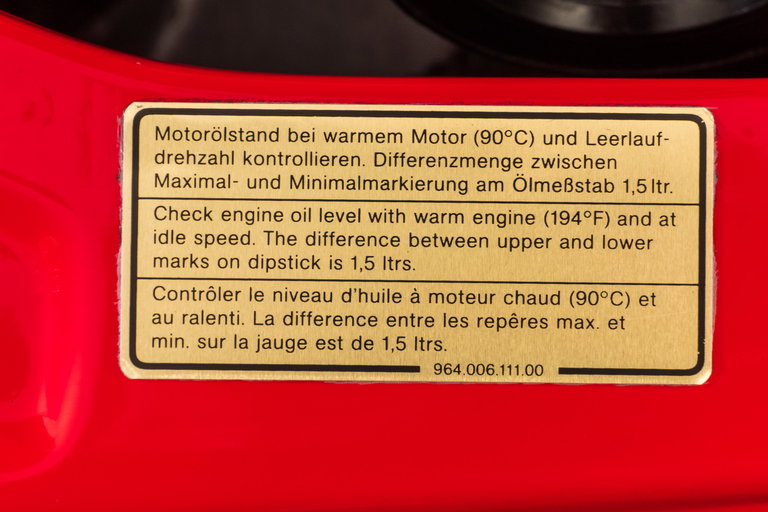 Motorölstand bei warmem Motor (90°C) und Leerlauf-
drehzahl kontrollieren. Differenzmenge zwischen
Maximal- und Minimalmarkierung am Ölmeßstab 1,5 ltr.
Check engine oil level with warm engine (194°F) and at
idle speed. The difference between upper and lower
marks on dipstick is 1,5 ltrs.
Contrôler le niveau d'huile à moteur chaud (90°C) et
au ralenti. La difference entre les repêres max. et
min. sur la jauge est de 1,5 ltrs.
964.006.111.00